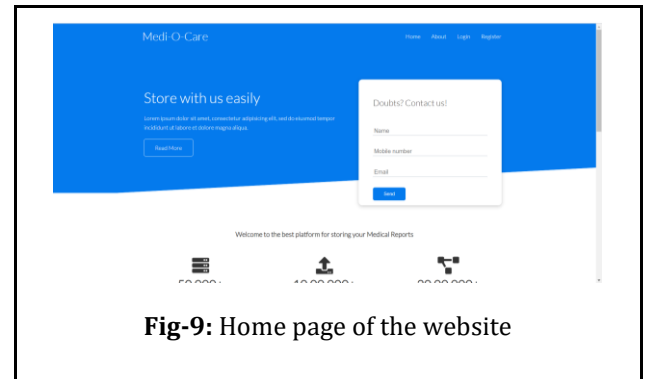 Medi-O-Care
Home About Login Register
Store with us easily
Lorem ipsum dolor sit amet, consectetur adipisicing elit, sed do eiusmod tempor
incididunt ut labore et dolore magna aliqua.
Read More
Doubts? Contact us!
Name
Mobile number
Email
Send
Welcome to the best platform for storing your Medical Reports
Fig-9: Home page of the website